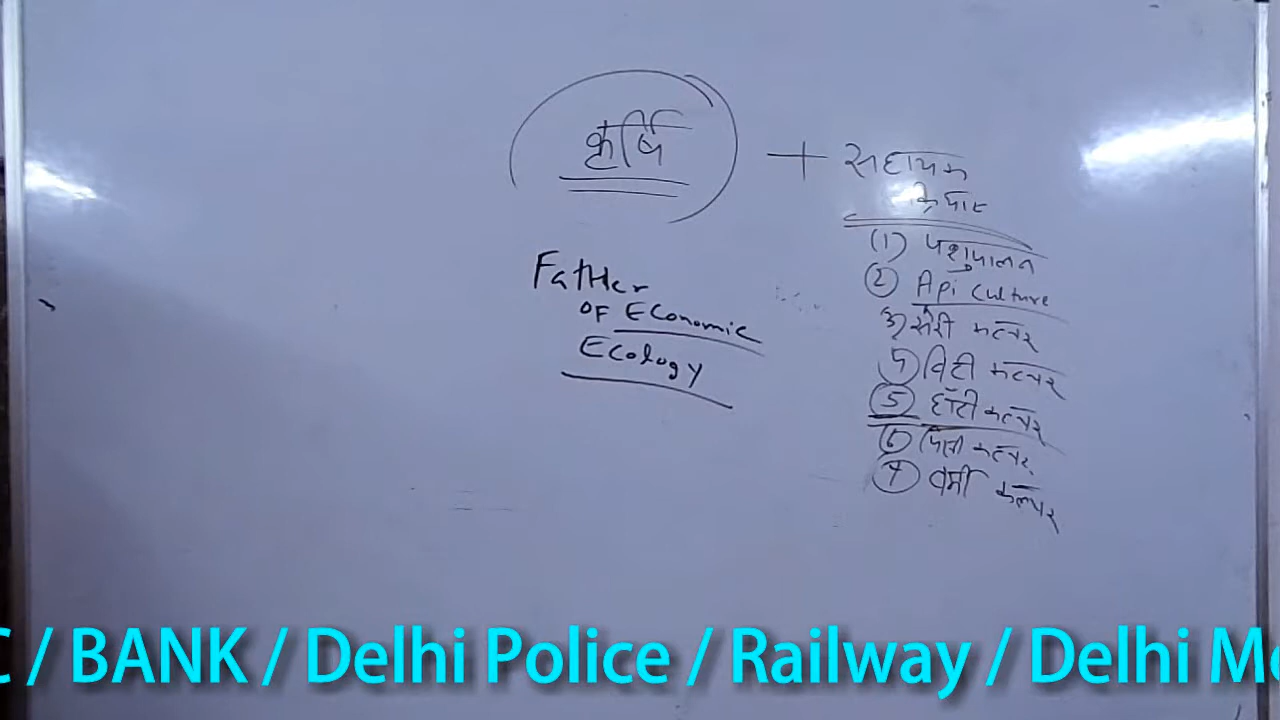 कृर्षि
+ सहायक
क्रियाए
(1) पशुपालन
(2) Api culture
3) सेरी कल्चर
4) विटी कल्चर
(5) हॉर्टी कल्चर
(6) पिसी कल्चर
(7) वर्मी कल्चर
Father
OF Economic
Ecology
C / BANK / Delhi Police / Railway / Delhi Me